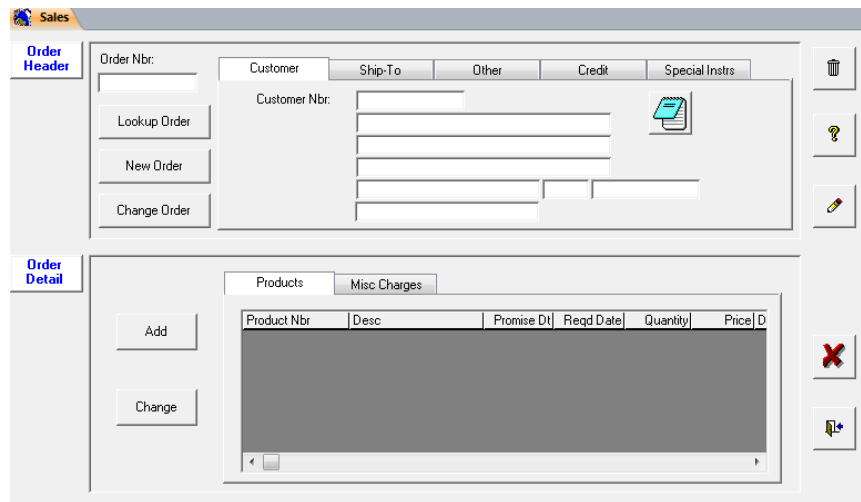 Sales
Order
Header
Order Nbr:
Customer Ship-To Other Credit Special Instrs
Customer Nbr:
Lookup Order
New Order
Change Order
Order
Detail
Products Misc Charges
Product Nbr Desc Promise Dt Reqd Date Quantity Price D
Add
Change